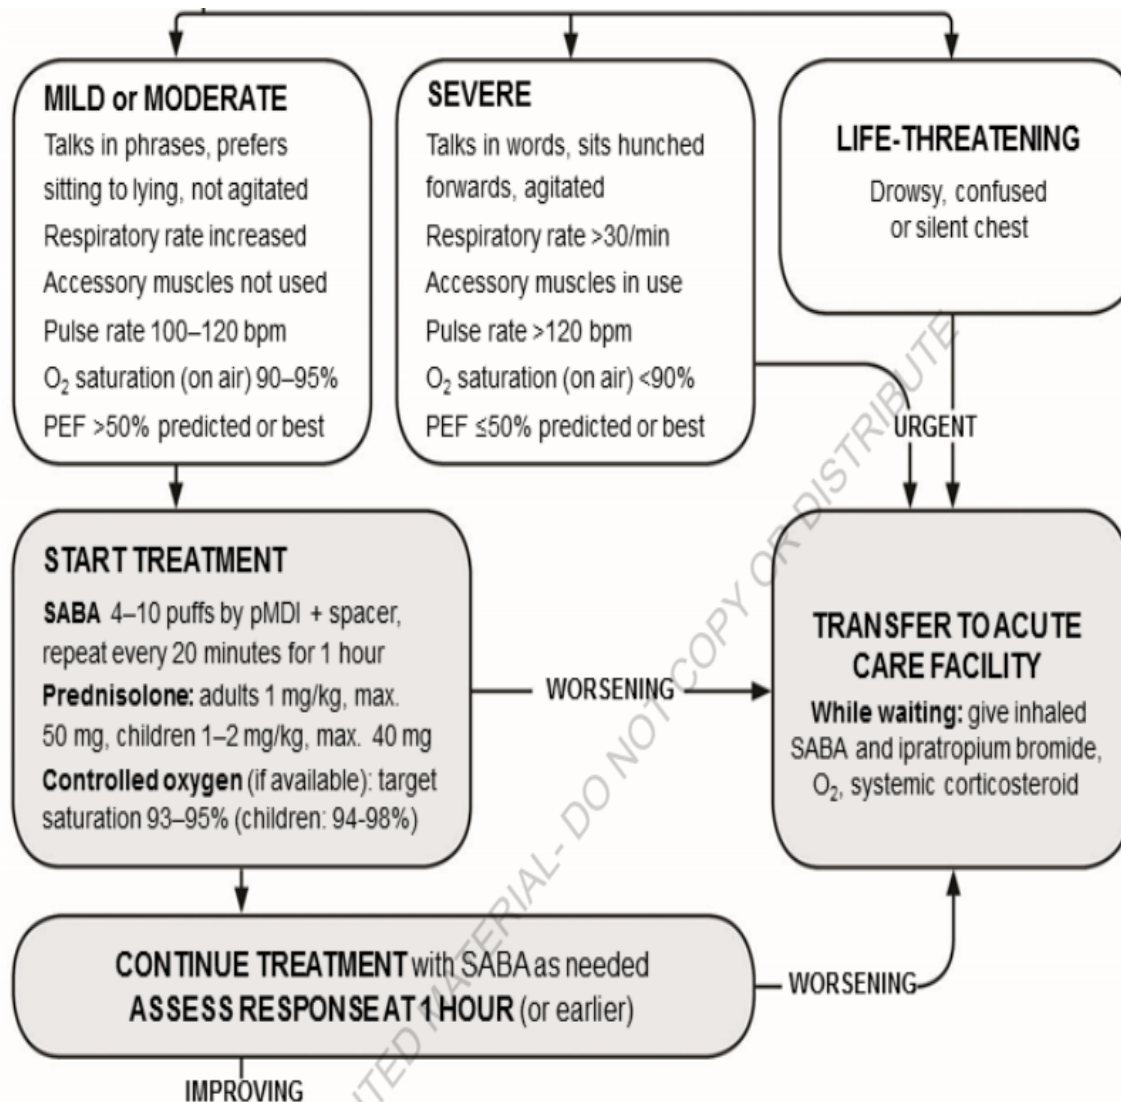 MILD or MODERATE
Talks in phrases, prefers
sitting to lying, not agitated
Respiratory rate increased
Accessory muscles not used
Pulse rate 100–120 bpm
O₂ saturation (on air) 90–95%
PEF >50% predicted or best
SEVERE
Talks in words, sits hunched
forwards, agitated
Respiratory rate >30/min
Accessory muscles in use
Pulse rate >120 bpm
O₂ saturation (on air) <90%
PEF ≤50% predicted or best
LIFE-THREATENING
Drowsy, confused
or silent chest
URGENT
START TREATMENT
SABA 4–10 puffs by pMDI + spacer,
repeat every 20 minutes for 1 hour
Prednisolone: adults 1 mg/kg, max.
50 mg, children 1–2 mg/kg, max. 40 mg
Controlled oxygen (if available): target
saturation 93–95% (children: 94-98%)
WORSENING
TRANSFER TO ACUTE
CARE FACILITY
While waiting: give inhaled
SABA and ipratropium bromide,
O₂, systemic corticosteroid
CONTINUE TREATMENT with SABA as needed
ASSESS RESPONSE AT 1 HOUR (or earlier)
WORSENING
IMPROVING
MATERIAL- DO NOT COPY OR DISTRIBUTE